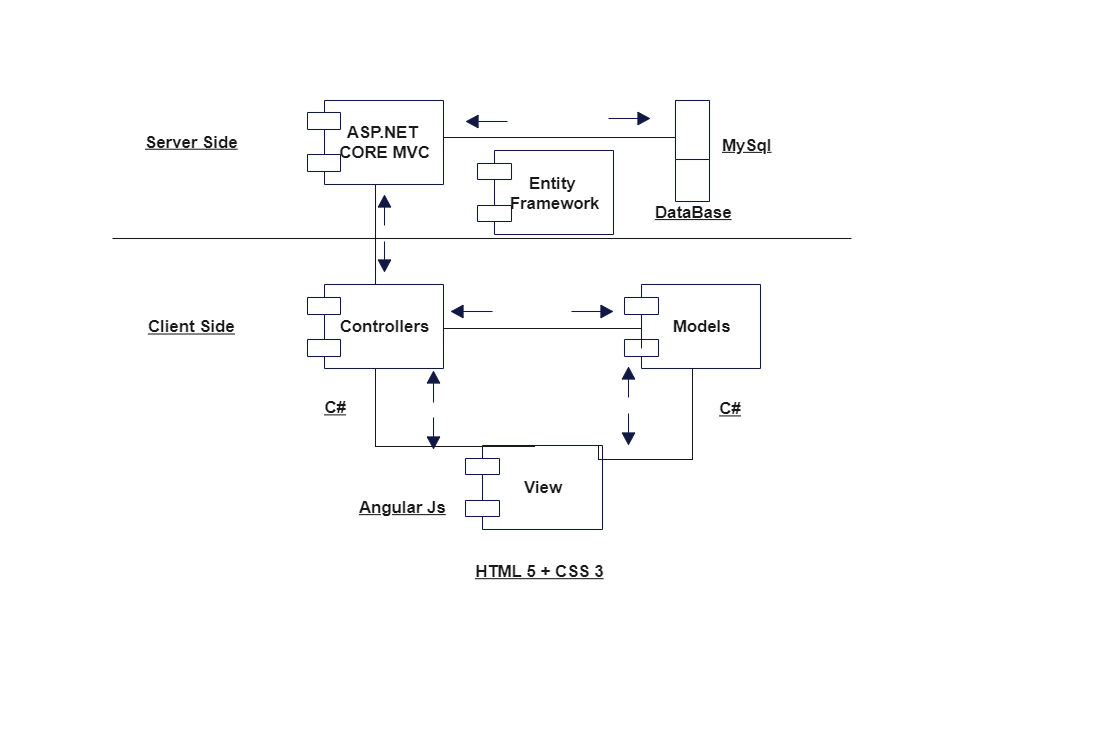 Server Side
ASP.NET
CORE MVC
MySql
Entity
Framework
DataBase
Client Side
Controllers
Models
C#
C#
View
Angular Js
HTML 5 + CSS 3